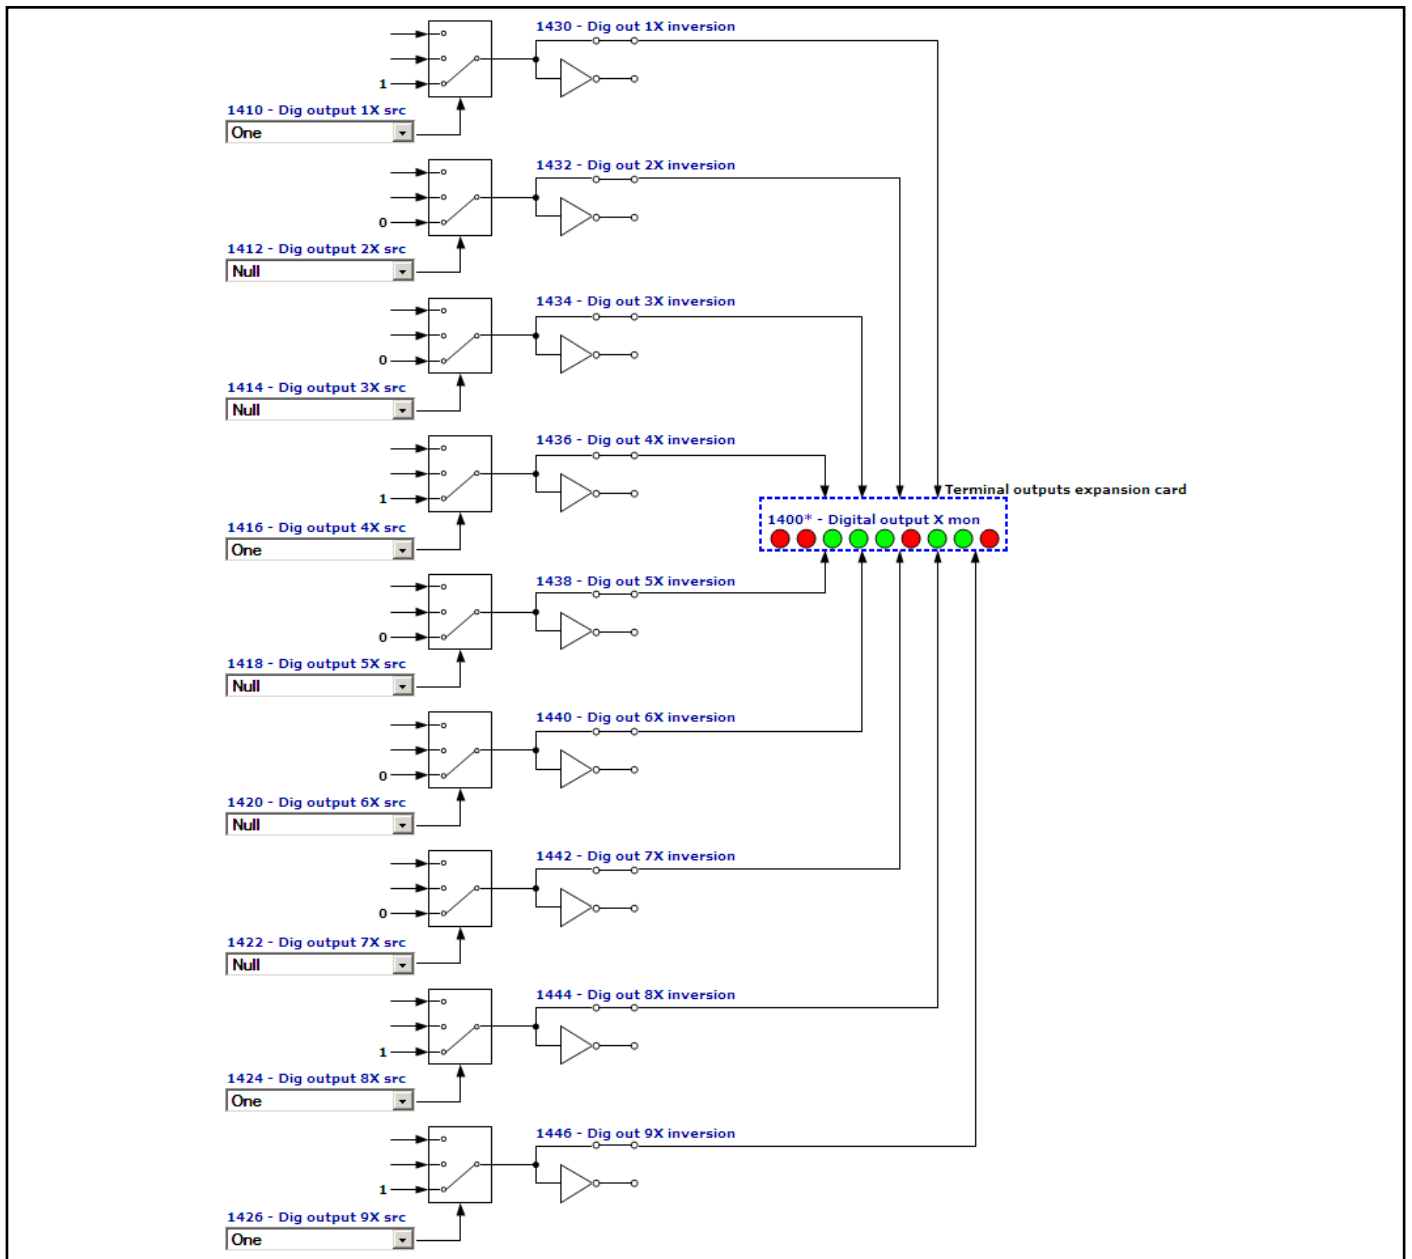 1430 - Dig out 1X inversion
1
1410 - Dig output 1X src
One
1432 - Dig out 2X inversion
0
1412 - Dig output 2X src
Null
1434 - Dig out 3X inversion
0
1414 - Dig output 3X src
Null
1436 - Dig out 4X inversion
1
1416 - Dig output 4X src
One
Terminal outputs expansion card
1400* - Digital output X mon
1438 - Dig out 5X inversion
0
1418 - Dig output 5X src
Null
1440 - Dig out 6X inversion
0
1420 - Dig output 6X src
Null
1442 - Dig out 7X inversion
0
1422 - Dig output 7X src
Null
1444 - Dig out 8X inversion
1
1424 - Dig output 8X src
One
1446 - Dig out 9X inversion
1
1426 - Dig output 9X src
One